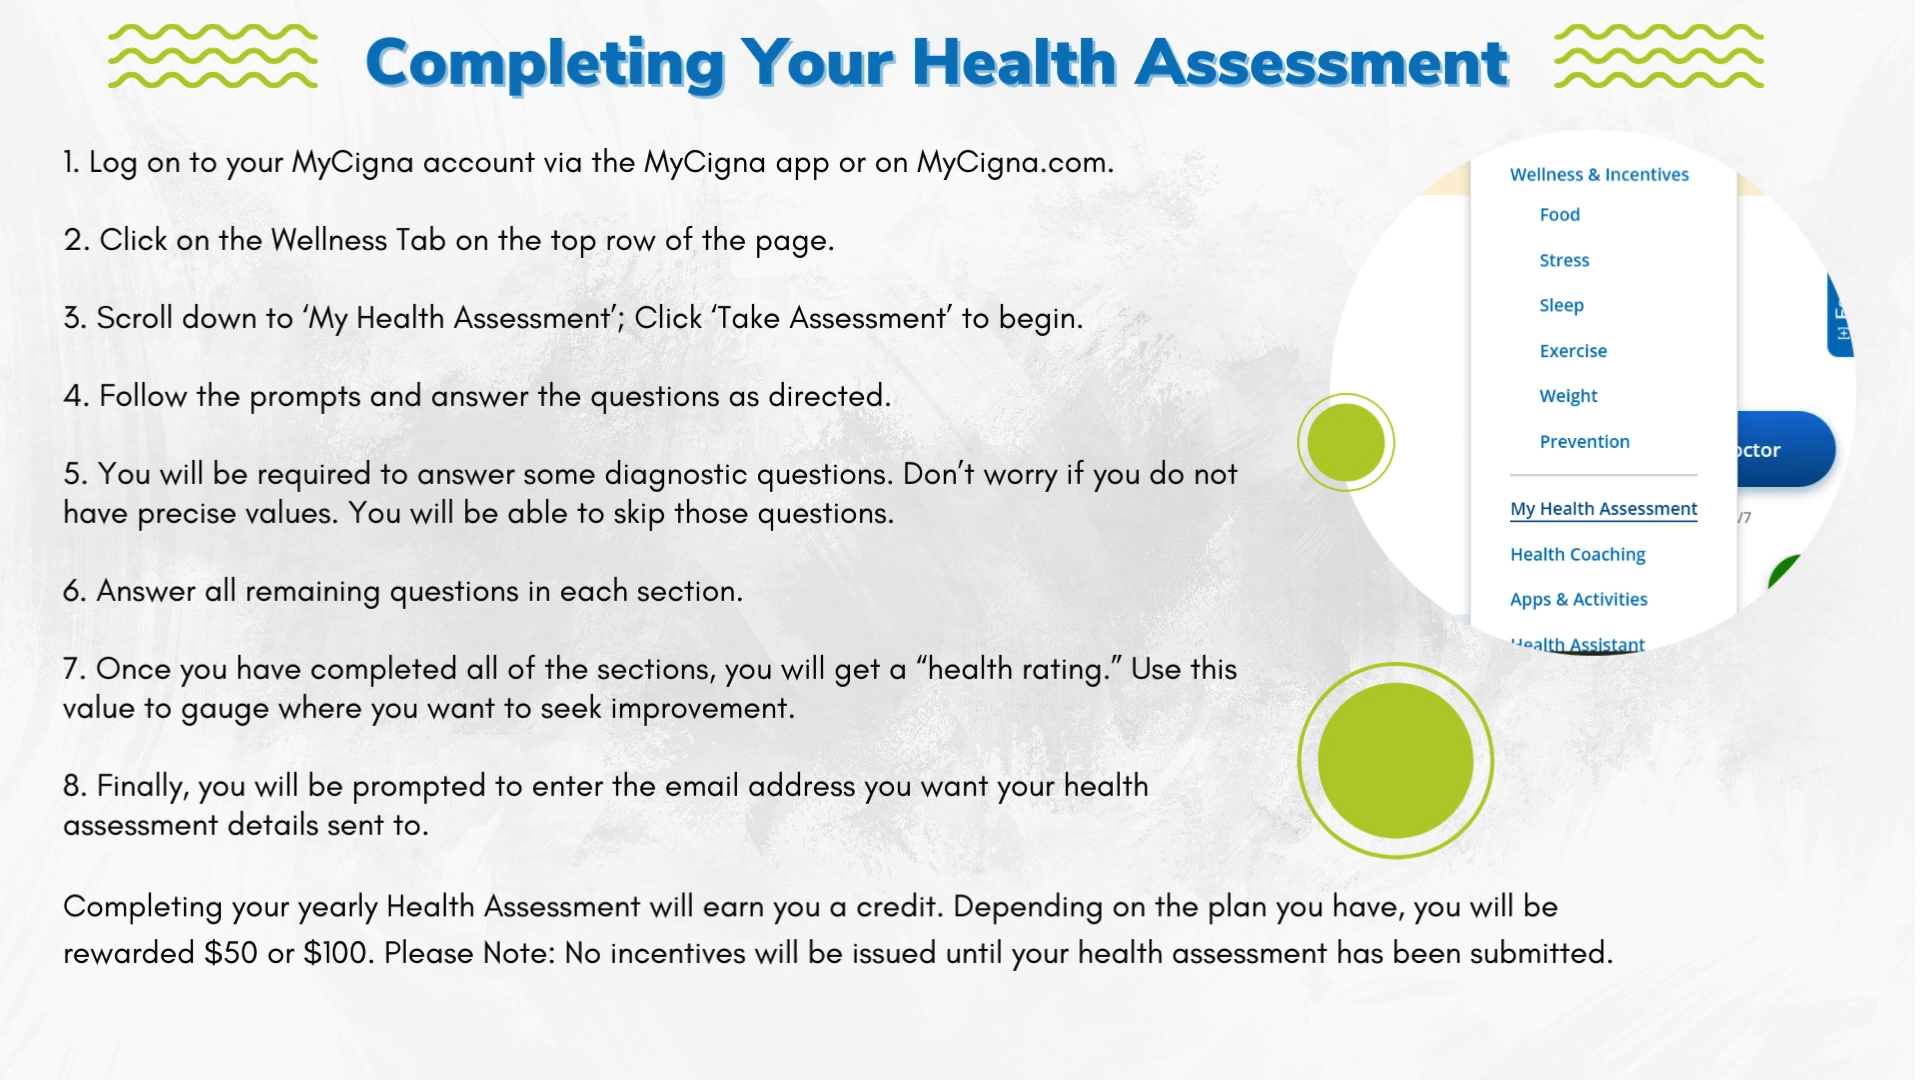 Completing Your Health Assessment
1. Log on to your MyCigna account via the MyCigna app or on MyCigna.com.
2. Click on the Wellness Tab on the top row of the page.
3. Scroll down to ‘My Health Assessment’; Click ‘Take Assessment’ to begin.
4. Follow the prompts and answer the questions as directed.
5. You will be required to answer some diagnostic questions. Don’t worry if you do not
have precise values. You will be able to skip those questions.
6. Answer all remaining questions in each section.
7. Once you have completed all of the sections, you will get a “health rating.” Use this
value to gauge where you want to seek improvement.
8. Finally, you will be prompted to enter the email address you want your health
assessment details sent to.
Completing your yearly Health Assessment will earn you a credit. Depending on the plan you have, you will be
rewarded $50 or $100. Please Note: No incentives will be issued until your health assessment has been submitted.
Wellness & Incentives
Food
Stress
Sleep
Exercise
Weight
Prevention
My Health Assessment
Health Coaching
Apps & Activities
Health Assistant
octor
/7